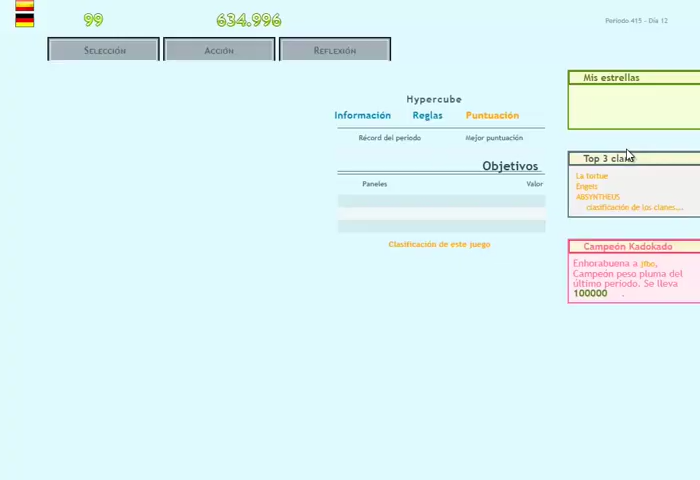 99
634.996
Periodo 415 - Día 12
Selección
Acción
Reflexión
Hypercube
Información Reglas Puntuación
Récord del periodo Mejor puntuación
Objetivos
Paneles Valor
Clasificación de este juego
Mis estrellas
Top 3 clans
La tortue
Engels
ABSYNTHEUS
clasificación de los clanes...
Campeón Kadokado
Enhorabuena a
Campeón peso pluma del
último periodo. Se lleva
100000 .